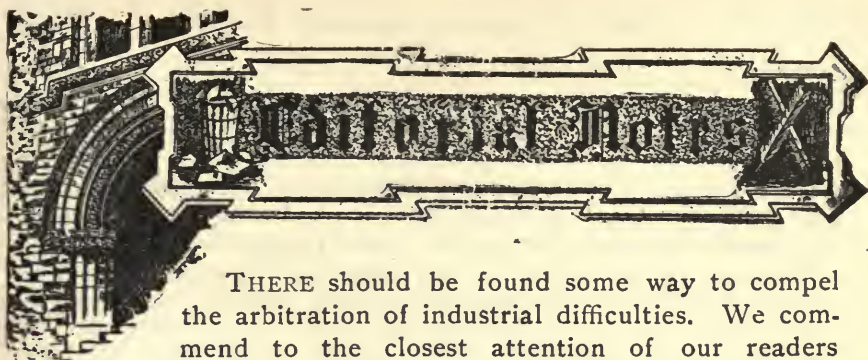 Editorial Notes
THERE should be found some way to compel
the arbitration of industrial difficulties. We com-
mend to the closest attention of our readers